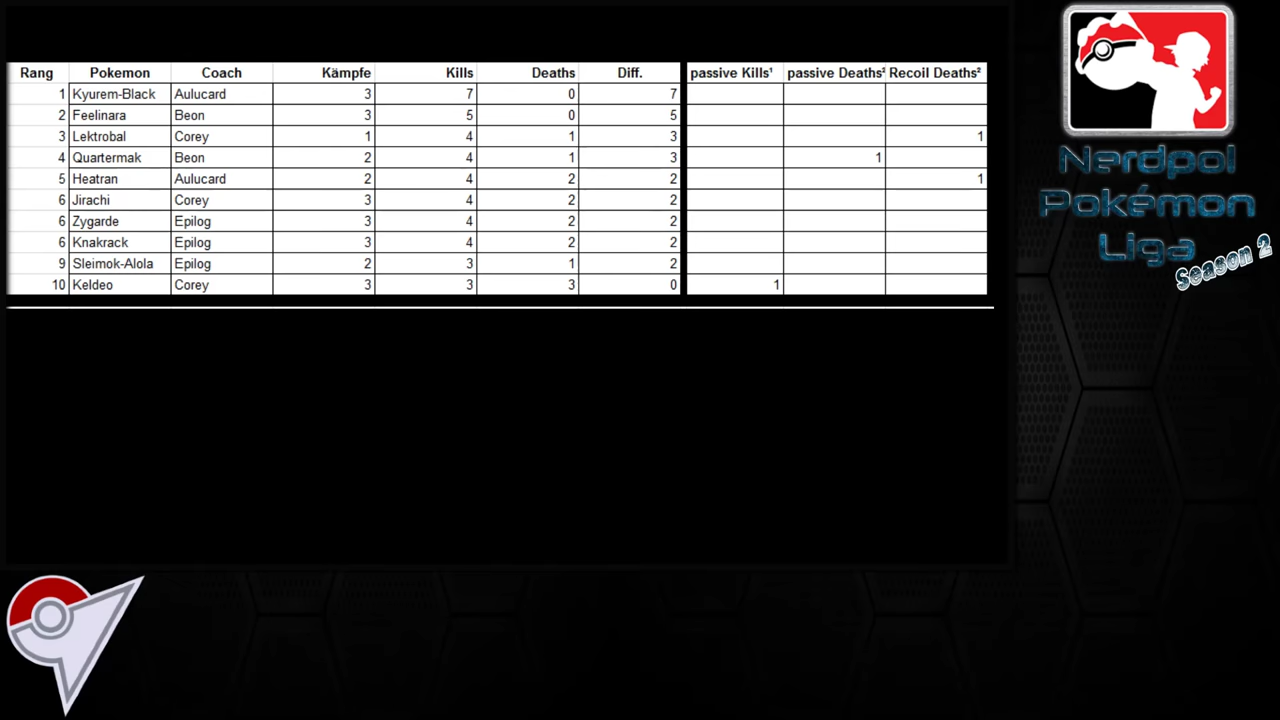 Rang Pokemon Coach Kämpfe Kills Deaths Diff. passive Kills¹ passive Deaths² Recoil Deaths²
1 Kyurem-Black Aulucard 3 7 0 7
2 Feelinara Beon 3 5 0 5
3 Lektrobal Corey 1 4 1 3 1
4 Quartermak Beon 2 4 1 3 1
5 Heatran Aulucard 2 4 2 2 1
6 Jirachi Corey 3 4 2 2
6 Zygarde Epilog 3 4 2 2
6 Knakrack Epilog 3 4 2 2
9 Sleimok-Alola Epilog 2 3 1 2
10 Keldeo Corey 3 3 3 0 1
Nerdpol
Pokémon
Liga
Season 2